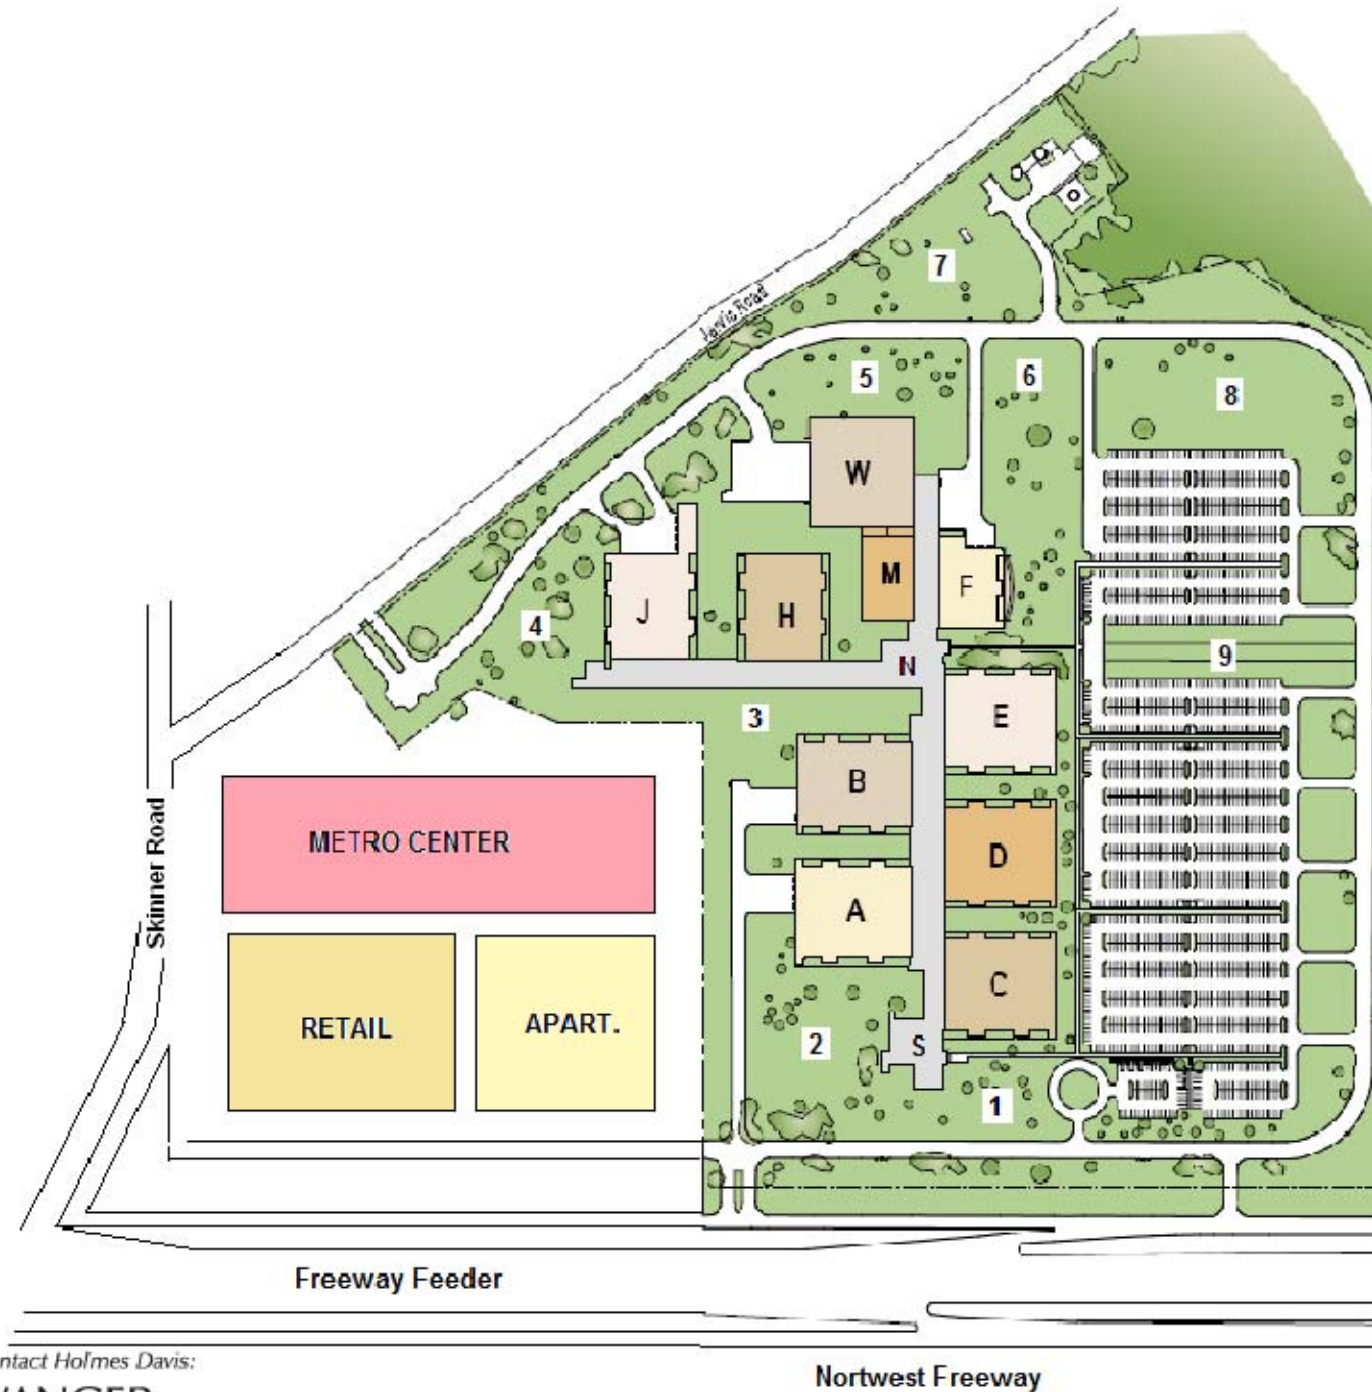 7
Jarvis Road
5
6
8
W
M
F
J
H
4
N
9
3
E
B
METRO CENTER
Skinner Road
D
A
C
RETAIL
APART.
2
S
1
Freeway Feeder
ntact Holmes Davis:
Nortwest Freeway